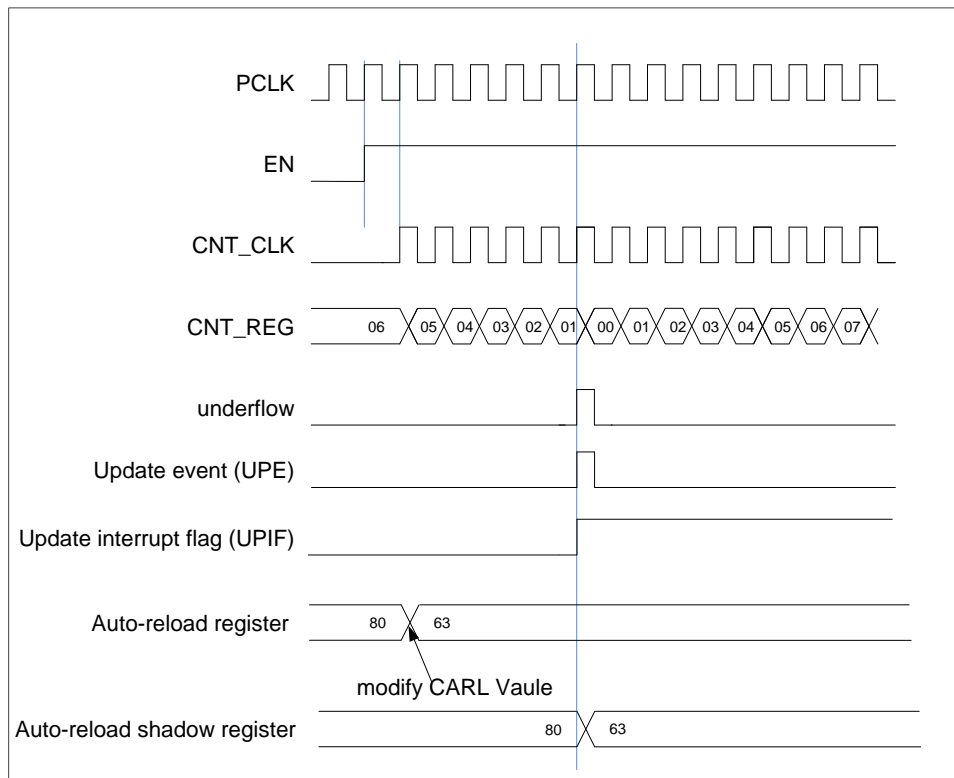 PCLK
EN
CNT_CLK
CNT_REG 06 05 04 03 02 01 00 01 02 03 04 05 06 07
underflow
Update event (UPE)
Update interrupt flag (UPIF)
Auto-reload register 80 63
modify CARL Vaule
Auto-reload shadow register 80 63